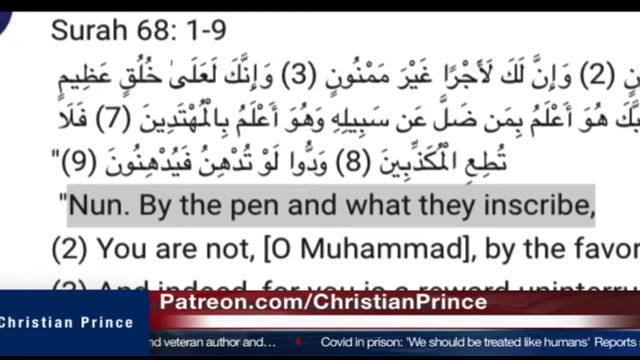 Surah 68: 1-9
(2) وَإِنَّ لَكَ لَأَجْرًا غَيْرَ مَمْنُونٍ (3) وَإِنَّكَ لَعَلَىٰ خُلُقٍ عَظِيمٍ
هُوَ أَعْلَمُ بِمَن ضَلَّ عَن سَبِيلِهِ وَهُوَ أَعْلَمُ بِالْمُهْتَدِينَ (7) فَلَا
تُطِعِ الْمُكَذِّبِينَ (8) وَدُّوا لَوْ تُدْهِنُ فَيُدْهِنُونَ (9)"
"Nun. By the pen and what they inscribe,
(2) You are not, [O Muhammad], by the favor
Patreon.com/ChristianPrince
Christian Prince
nd veteran author and… Covid in prison: 'We should be treated like humans' Reports